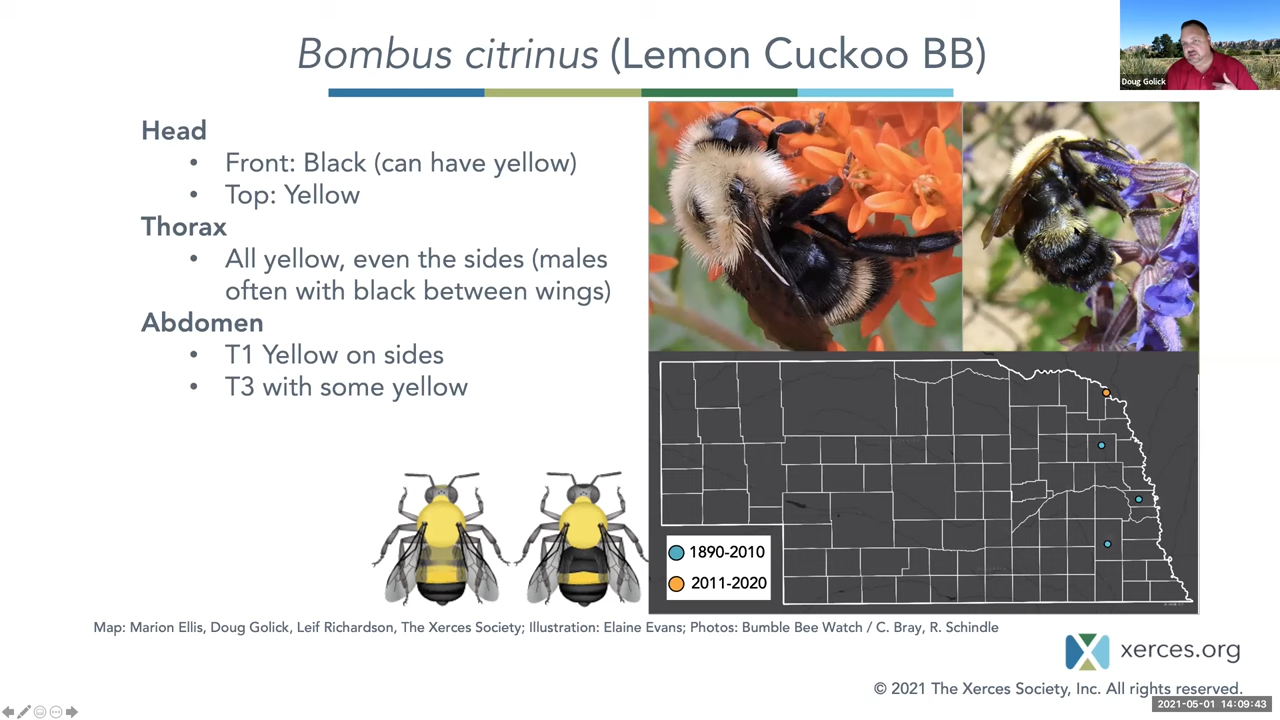 Bombus citrinus (Lemon Cuckoo BB)
Doug Golick
Head
• Front: Black (can have yellow)
• Top: Yellow
Thorax
• All yellow, even the sides (males
often with black between wings)
Abdomen
• T1 Yellow on sides
• T3 with some yellow
1890-2010
2011-2020
Map: Marion Ellis, Doug Golick, Leif Richardson, The Xerces Society; Illustration: Elaine Evans; Photos: Bumble Bee Watch / C. Bray, R. Schindle
xerces.org
© 2021 The Xerces Society, Inc. All rights reserved.
2021-05-01 14:09:43